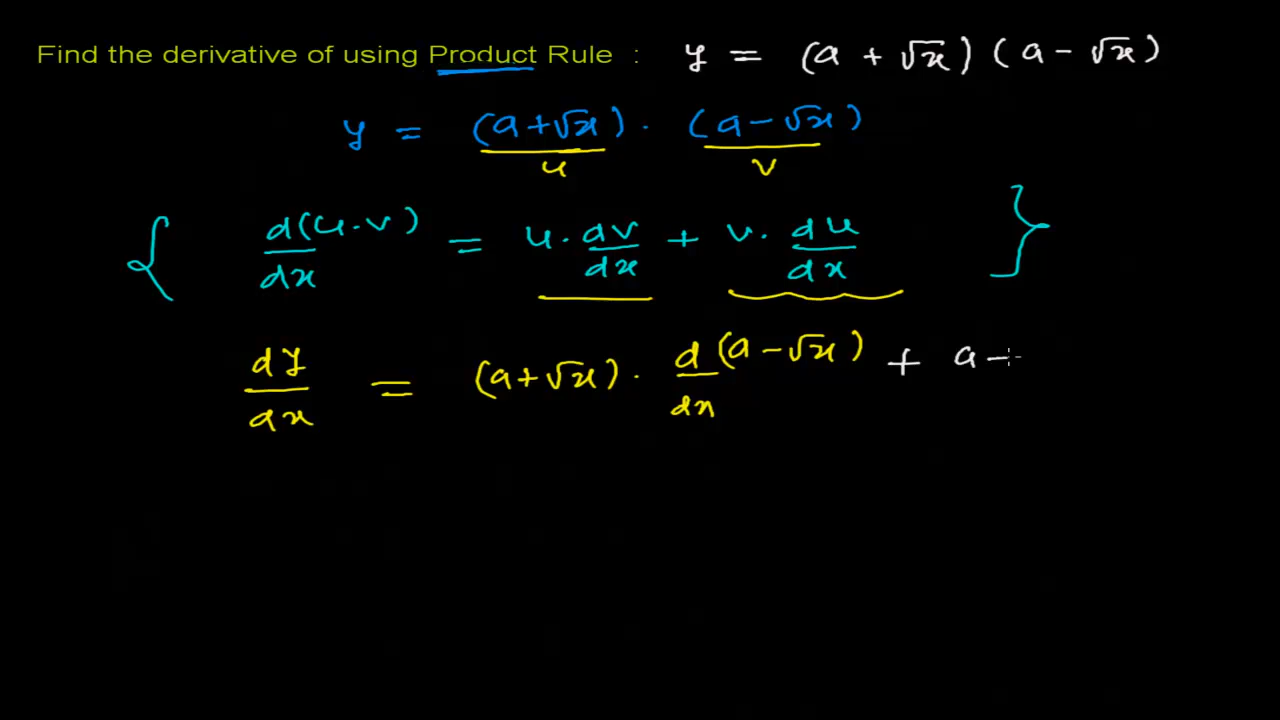 Find the derivative of using Product Rule : y = (a + √x) (a - √x)
y = (a + √x) · (a - √x)
u v
{ d(u·v)/dx = u · dv/dx + v · du/dx }
dy/dx = (a + √x) · d/dx (a - √x) + a -